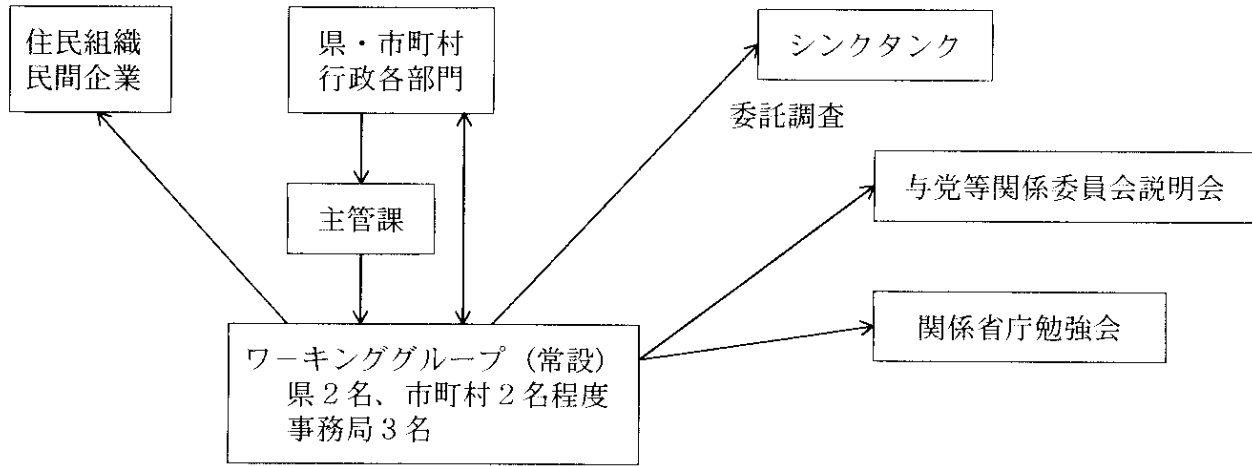 住民組織
民間企業
県・市町村
行政各部門
シンクタンク
委託調査
与党等関係委員会説明会
主管課
関係省庁勉強会
ワーキンググループ（常設）
県２名、市町村２名程度
事務局３名